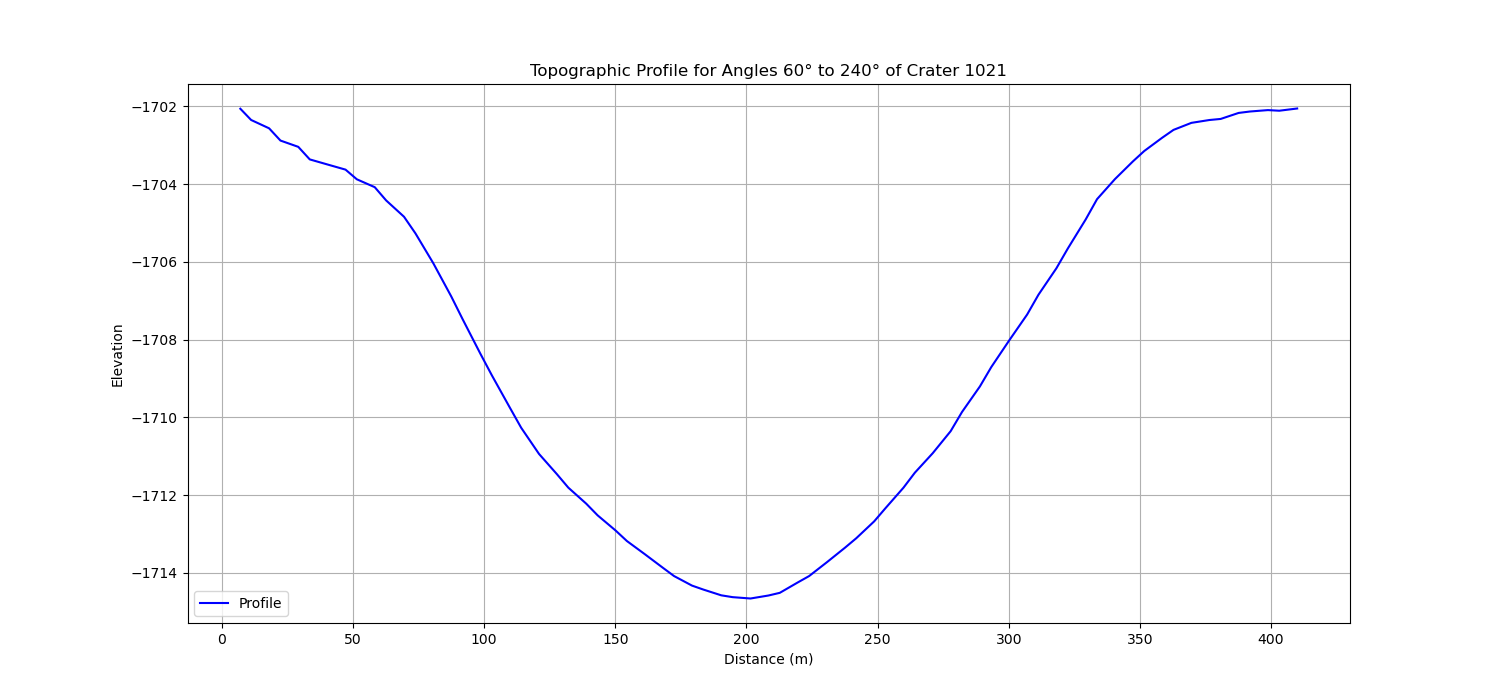 Topographic Profile for Angles 60° to 240° of Crater 1021
−1702
−1704
−1706
−1708
−1710
−1712
−1714
Elevation
Profile
0 50 100 150 200 250 300 350 400
Distance (m)